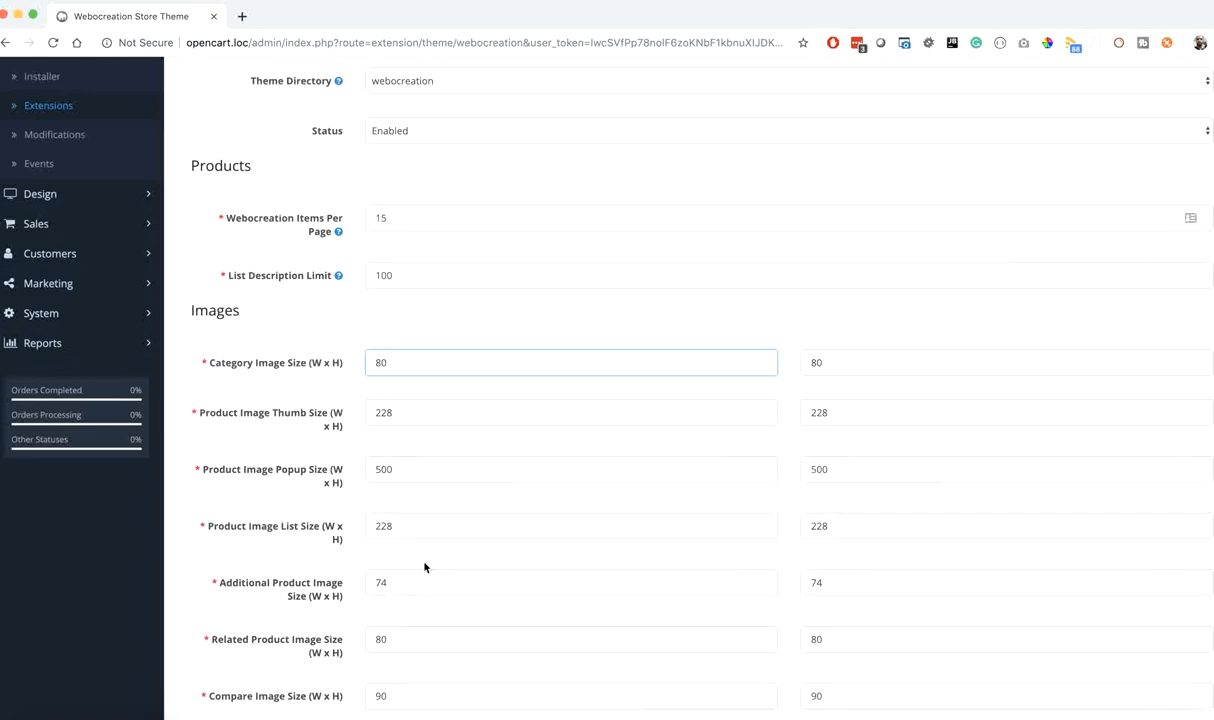 Webocreation Store Theme
Not Secure
opencart.loc/admin/index.php?route=extension/theme/webocreation&user_token=IwcSVfPp78nolF6zoKNbF1kbnuXIJDK...
3
88
Installer
Extensions
Modifications
Events
Design
Sales
Customers
Marketing
System
Reports
Orders Completed 0%
Orders Processing 0%
Other Statuses 0%
Theme Directory
webocreation
Status
Enabled
Products
* Webocreation Items Per
Page
15
* List Description Limit
100
Images
* Category Image Size (W x H)
80
80
* Product Image Thumb Size (W
x H)
228
228
* Product Image Popup Size (W
x H)
500
500
* Product Image List Size (W x
H)
228
228
* Additional Product Image
Size (W x H)
74
74
* Related Product Image Size
(W x H)
80
80
* Compare Image Size (W x H)
90
90